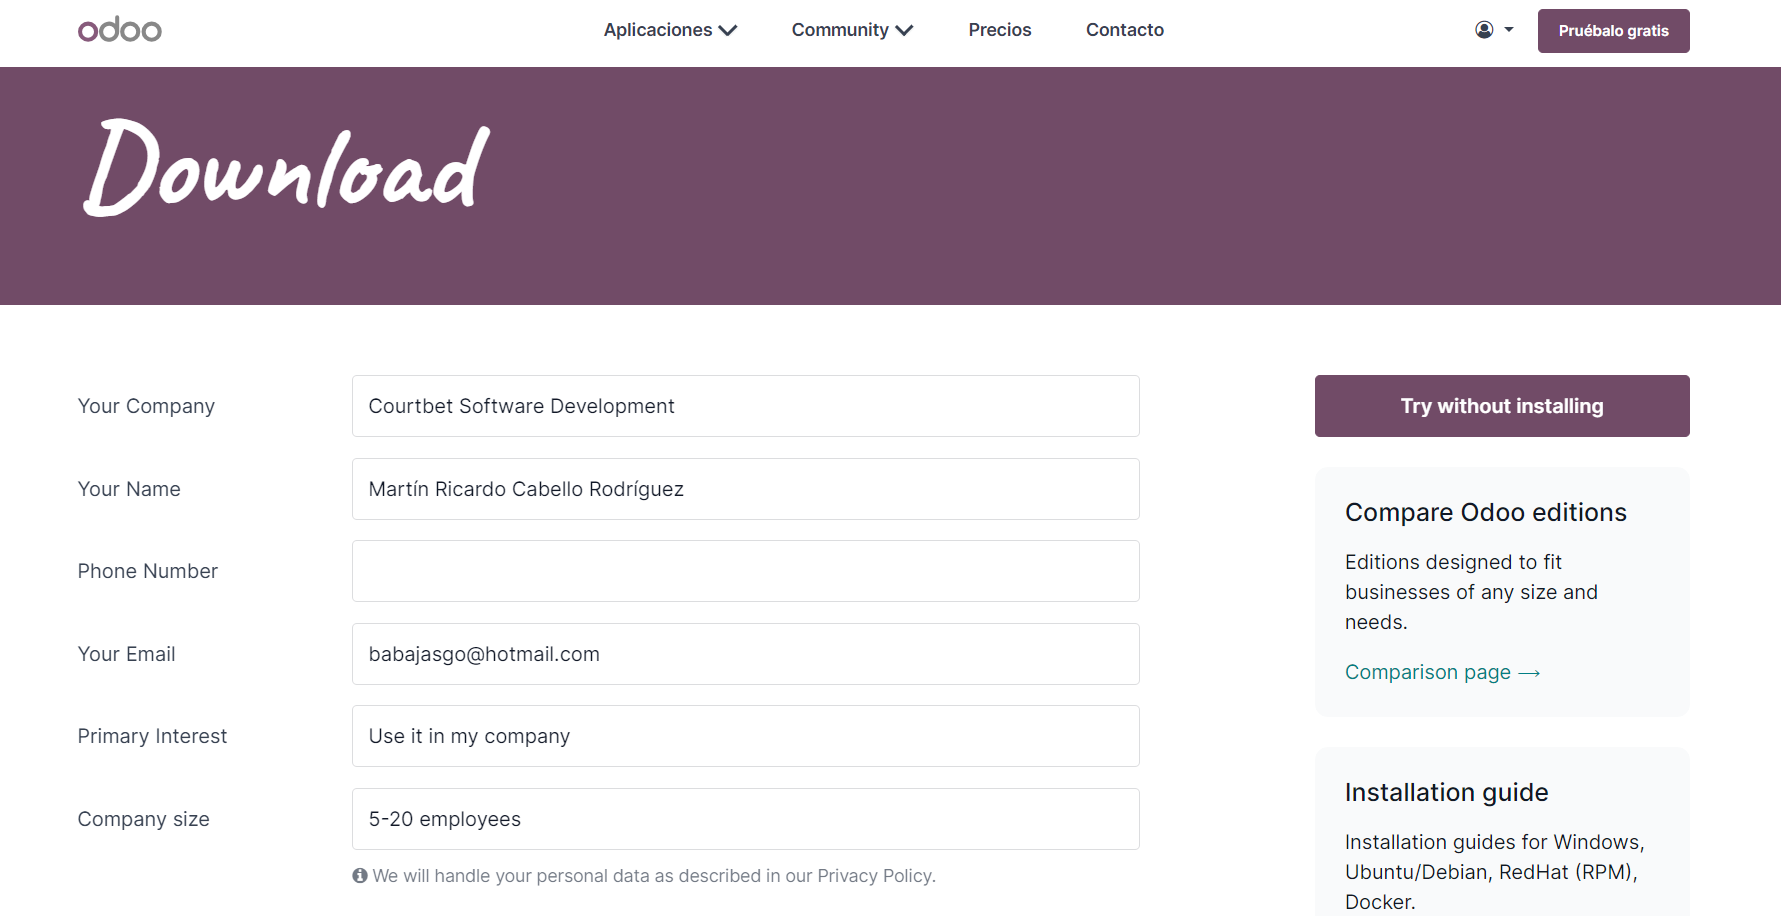 odoo
Aplicaciones
Community
Precios
Contacto
Pruébalo gratis
Download
Your Company
Courtbet Software Development
Your Name
Martín Ricardo Cabello Rodríguez
Phone Number
Your Email
babajasgo@hotmail.com
Primary Interest
Use it in my company
Company size
5-20 employees
We will handle your personal data as described in our Privacy Policy.
Try without installing
Compare Odoo editions
Editions designed to fit
businesses of any size and
needs.
Comparison page →
Installation guide
Installation guides for Windows,
Ubuntu/Debian, RedHat (RPM),
Docker.